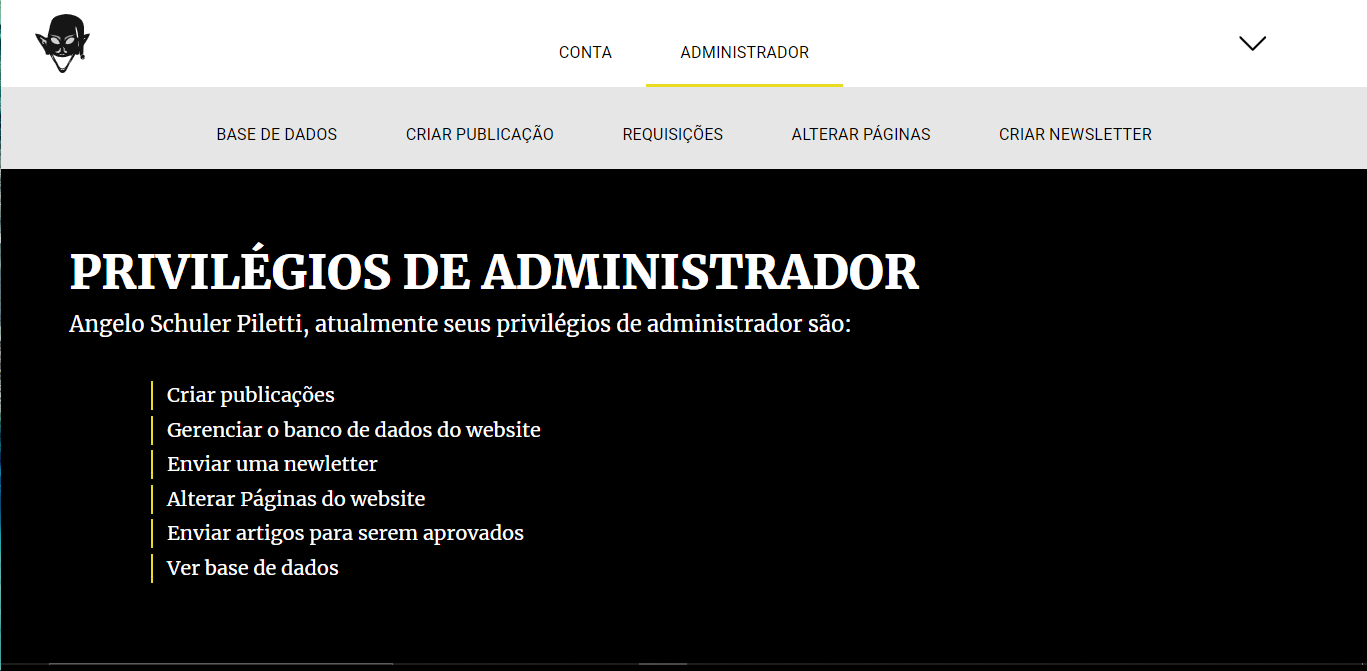 CONTA ADMINISTRADOR
BASE DE DADOS CRIAR PUBLICAÇÃO REQUISIÇÕES ALTERAR PÁGINAS CRIAR NEWSLETTER
PRIVILÉGIOS DE ADMINISTRADOR
Angelo Schuler Piletti, atualmente seus privilégios de administrador são:
Criar publicações
Gerenciar o banco de dados do website
Enviar uma newletter
Alterar Páginas do website
Enviar artigos para serem aprovados
Ver base de dados